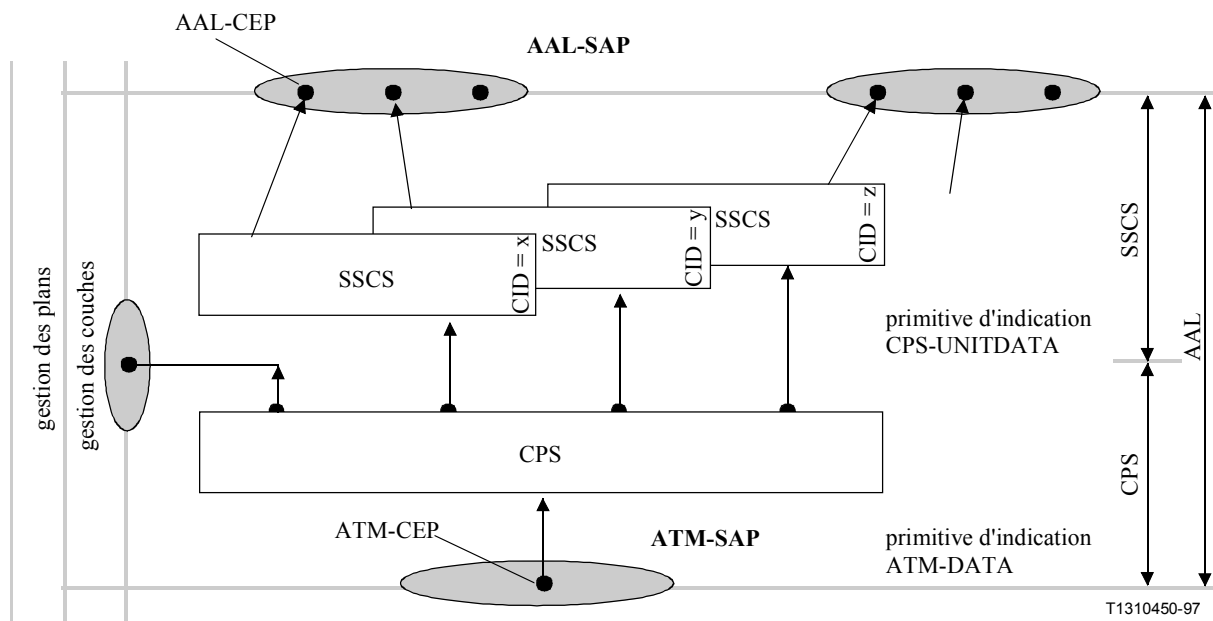 AAL-CEP
AAL-SAP
SSCS
CID = z
SSCS
CID = y
SSCS
CID = x
SSCS
AAL
gestion des plans
gestion des couches
primitive d'indication
CPS-UNITDATA
CPS
CPS
ATM-CEP
ATM-SAP
primitive d'indication
ATM-DATA
T1310450-97